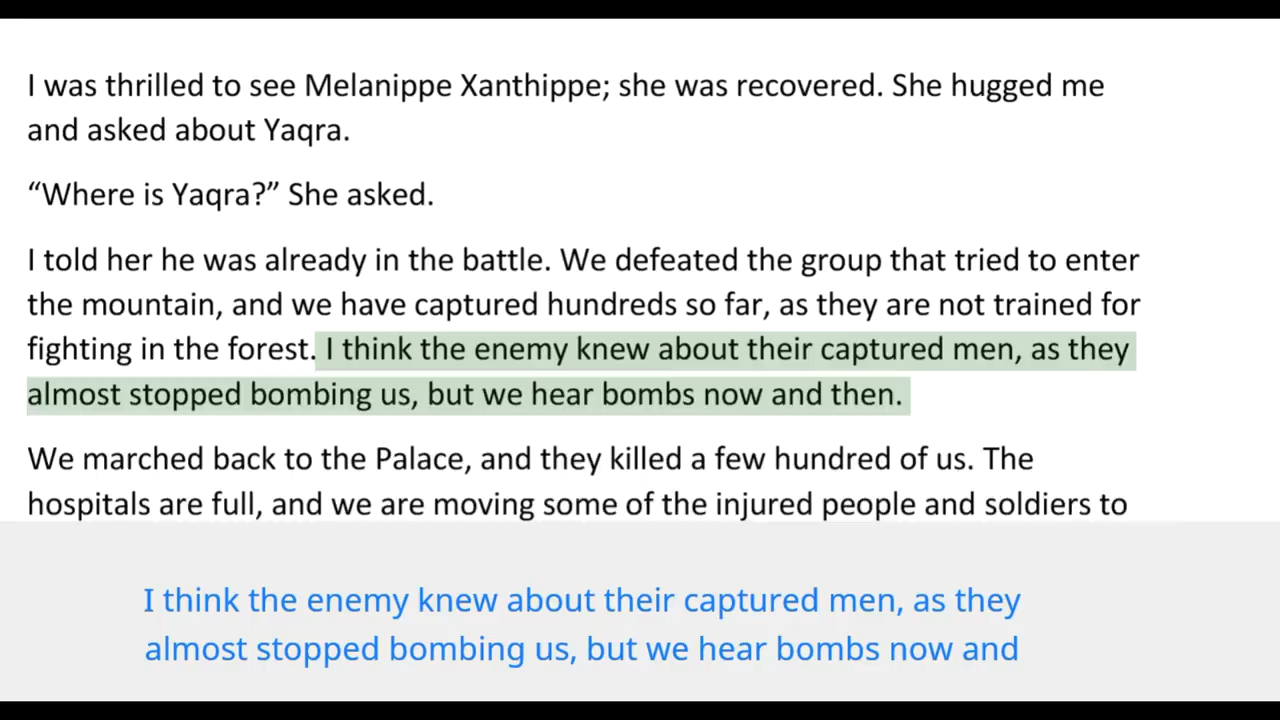 I was thrilled to see Melanippe Xanthippe; she was recovered. She hugged me
and asked about Yaqra.
“Where is Yaqra?” She asked.
I told her he was already in the battle. We defeated the group that tried to enter
the mountain, and we have captured hundreds so far, as they are not trained for
fighting in the forest. I think the enemy knew about their captured men, as they
almost stopped bombing us, but we hear bombs now and then.
We marched back to the Palace, and they killed a few hundred of us. The
hospitals are full, and we are moving some of the injured people and soldiers to
I think the enemy knew about their captured men, as they
almost stopped bombing us, but we hear bombs now and